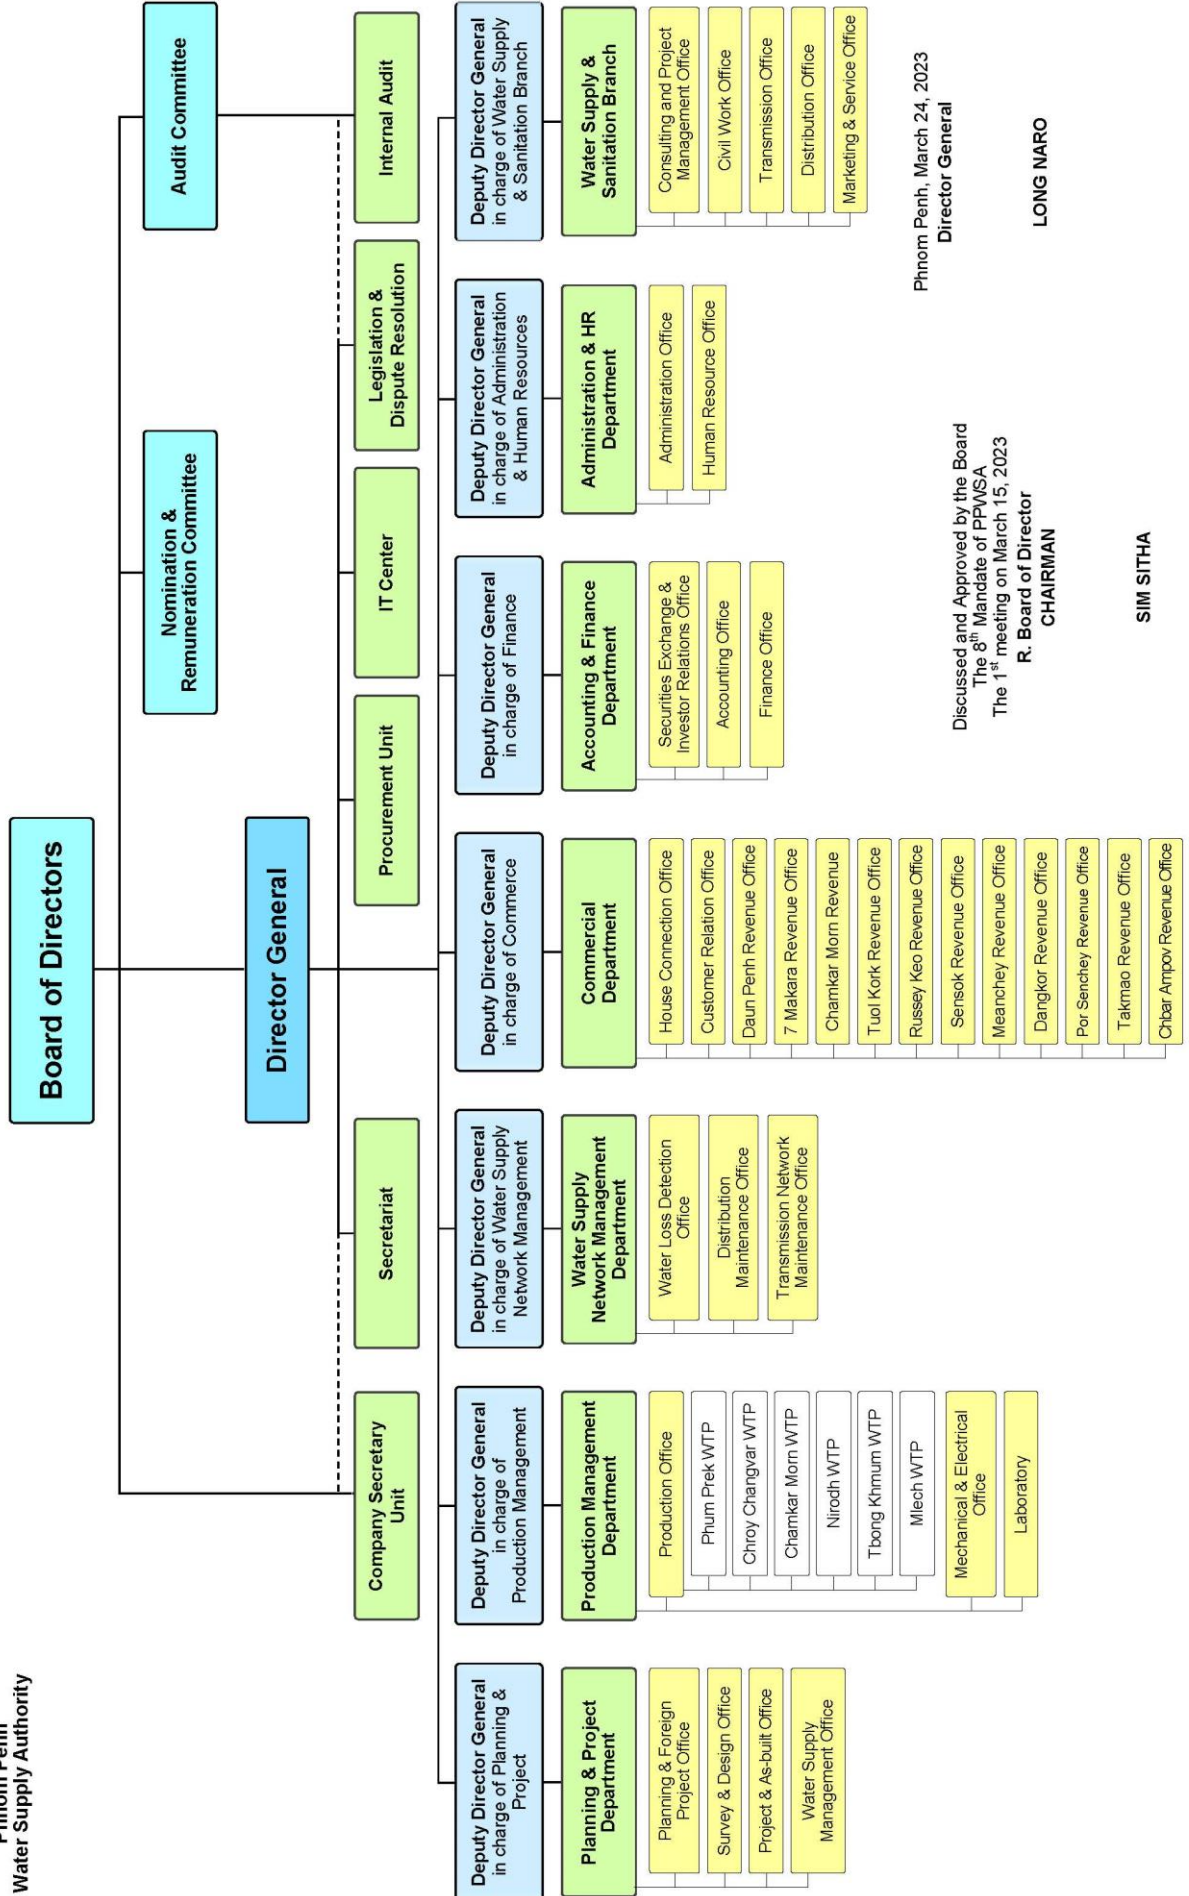 Phnom Penh
Water Supply Authority
Board of Directors
Nomination &
Remuneration Committee
Audit Committee
Director General
Company Secretary
Unit
Secretariat
Procurement Unit
IT Center
Legislation &
Dispute Resolution
Internal Audit
Deputy Director General
in charge of Planning &
Project
Deputy Director General
in charge of
Production Management
Deputy Director General
in charge of Water Supply
Network Management
Deputy Director General
in charge of Commerce
Deputy Director General
in charge of Finance
Deputy Director General
in charge of Administration
& Human Resources
Deputy Director General
in charge of Water Supply
& Sanitation Branch
Planning & Project
Department
Planning & Foreign
Project Office
Survey & Design Office
Project & As-built Office
Water Supply
Management Office
Production Management
Department
Production Office
Phum Prek WTP
Chroy Changvar WTP
Chamkar Morn WTP
Nirodh WTP
Tbong Khmum WTP
Mlech WTP
Mechanical & Electrical
Office
Laboratory
Water Supply
Network Management
Department
Water Loss Detection
Office
Distribution
Maintenance Office
Transmission Network
Maintenance Office
Commercial
Department
House Connection Office
Customer Relation Office
Daun Penh Revenue Office
7 Makara Revenue Office
Chamkar Morn Revenue
Tuol Kork Revenue Office
Russey Keo Revenue Office
Sensok Revenue Office
Meanchey Revenue Office
Dangkor Revenue Office
Por Senchey Revenue Office
Takmao Revenue Office
Chbar Ampov Revenue Office
Accounting & Finance
Department
Securities Exchange &
Investor Relations Office
Accounting Office
Finance Office
Administration & HR
Department
Administration Office
Human Resource Office
Water Supply &
Sanitation Branch
Consulting and Project
Management Office
Civil Work Office
Transmission Office
Distribution Office
Marketing & Service Office
Discussed and Approved by the Board
The 8th Mandate of PPWSA
The 1st meeting on March 15, 2023
R. Board of Director
CHAIRMAN
SIM SITHA
Phnom Penh, March 24, 2023
Director General
LONG NARO